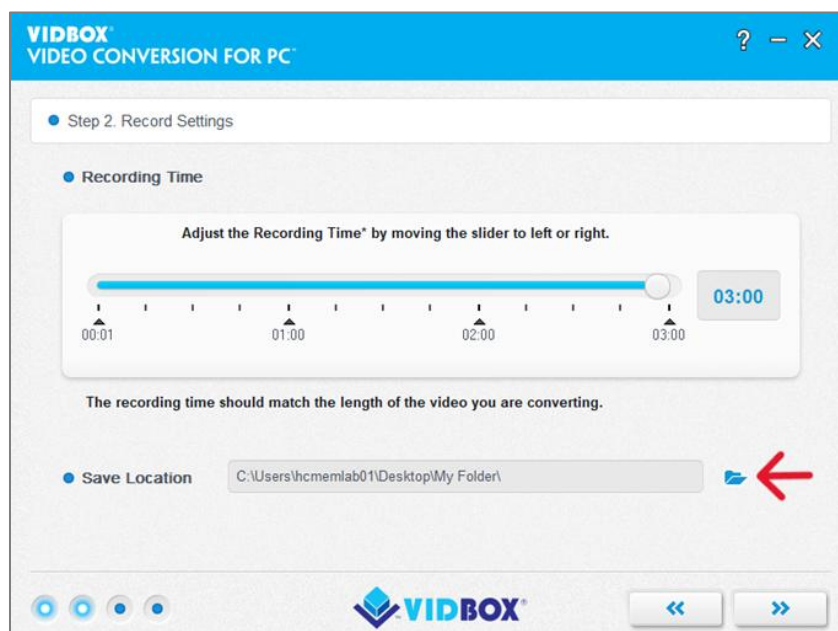 VIDBOX®
VIDEO CONVERSION FOR PC™
? — X
Step 2. Record Settings
Recording Time
Adjust the Recording Time* by moving the slider to left or right.
03:00
00:01 01:00 02:00 03:00
The recording time should match the length of the video you are converting.
Save Location C:\Users\hcmemlab01\Desktop\My Folder\
VIDBOX®